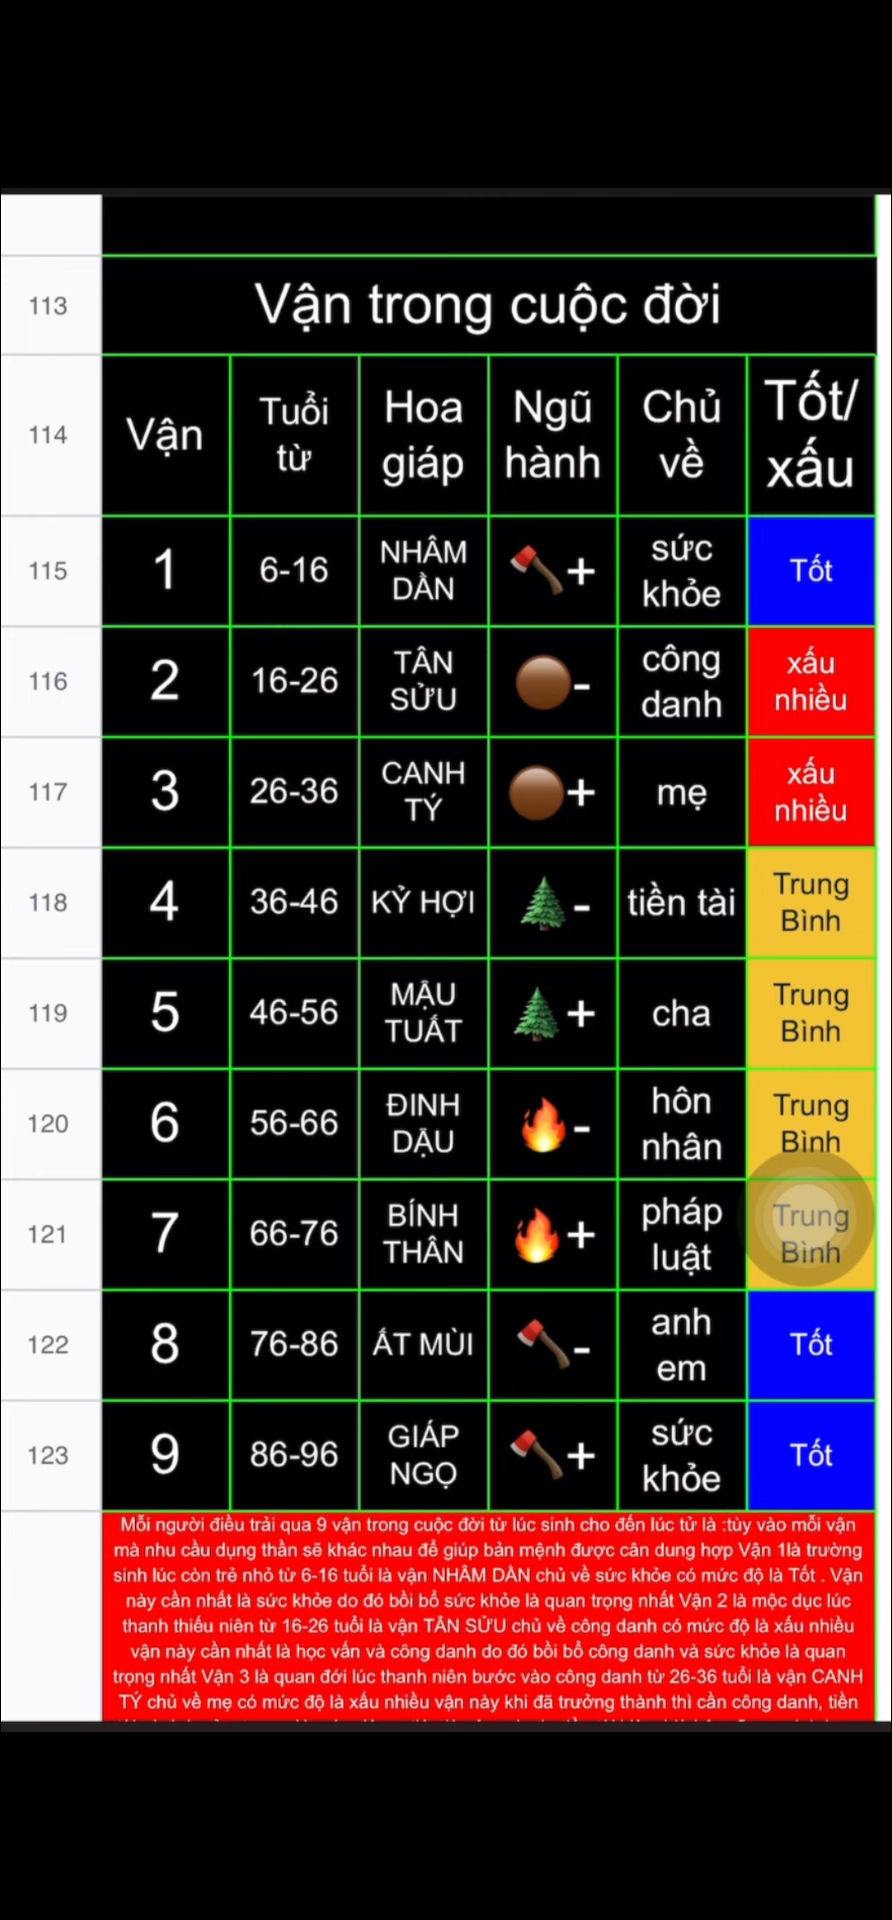 113
Vận trong cuộc đời
114
Vận
Tuổi
từ
Hoa
giáp
Ngũ
hành
Chủ
về
Tốt/
xấu
115
1
6-16
NHÂM
DẦN
+
sức
khỏe
Tốt
116
2
16-26
TÂN
SỬU
-
công
danh
xấu
nhiều
117
3
26-36
CANH
TÝ
+
mẹ
xấu
nhiều
118
4
36-46
KỶ HỢI
-
tiền tài
Trung
Bình
119
5
46-56
MẬU
TUẤT
+
cha
Trung
Bình
120
6
56-66
ĐINH
DẬU
-
hôn
nhân
Trung
Bình
121
7
66-76
BÍNH
THÂN
+
pháp
luật
Trung
Bình
122
8
76-86
ẤT MÙI
-
anh
em
Tốt
123
9
86-96
GIÁP
NGỌ
+
sức
khỏe
Tốt
Mỗi người điều trải qua 9 vận trong cuộc đời từ lúc sinh cho đến lúc tử là :tùy vào mỗi vận
mà nhu cầu dụng thần sẽ khác nhau để giúp bản mệnh được cân dung hợp Vận 1là trường
sinh lúc còn trẻ nhỏ từ 6-16 tuổi là vận NHÂM DẦN chủ về sức khỏe có mức độ là Tốt . Vận
này cần nhất là sức khỏe do đó bồi bổ sức khỏe là quan trọng nhất Vận 2 là mộc dục lúc
thanh thiếu niên từ 16-26 tuổi là vận TÂN SỬU chủ về công danh có mức độ là xấu nhiều
vận này cần nhất là học vấn và công danh do đó bồi bổ công danh và sức khỏe là quan
trọng nhất Vận 3 là quan đới lúc thanh niên bước vào công danh từ 26-36 tuổi là vận CANH
TÝ chủ về mẹ có mức độ là xấu nhiều vận này khi đã trưởng thành thì cần công danh, tiền